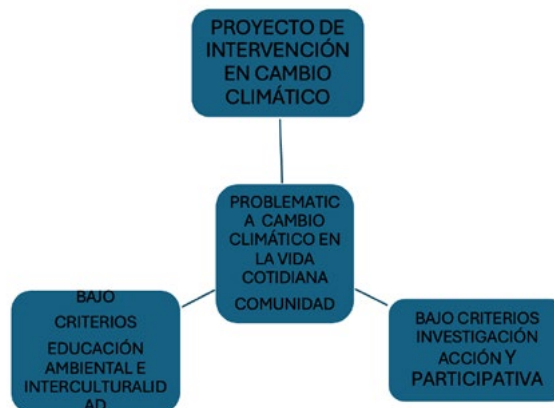 PROYECTO DE
INTERVENCIÓN
EN CAMBIO
CLIMÁTICO
PROBLEMATIC
A CAMBIO
CLIMÁTICO EN
LA VIDA
COTIDIANA
COMUNIDAD
BAJO
CRITERIOS
EDUCACIÓN
AMBIENTAL E
INTERCULTURALID
AD
BAJO CRITERIOS
INVESTIGACIÓN
ACCIÓN Y
PARTICIPATIVA